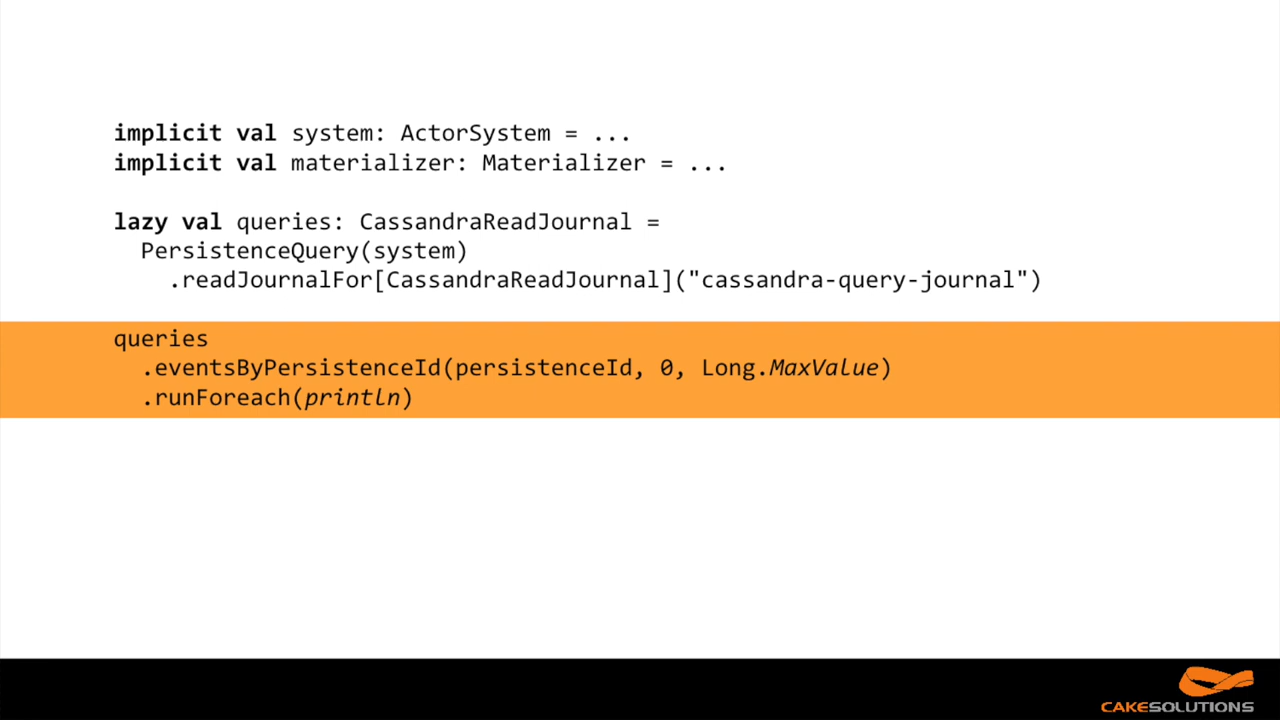 implicit val system: ActorSystem = ...
implicit val materializer: Materializer = ...
lazy val queries: CassandraReadJournal =
PersistenceQuery(system)
.readJournalFor[CassandraReadJournal]("cassandra-query-journal")
queries
.eventsByPersistenceId(persistenceId, 0, Long.MaxValue)
.runForeach(println)
CAKESOLUTIONS